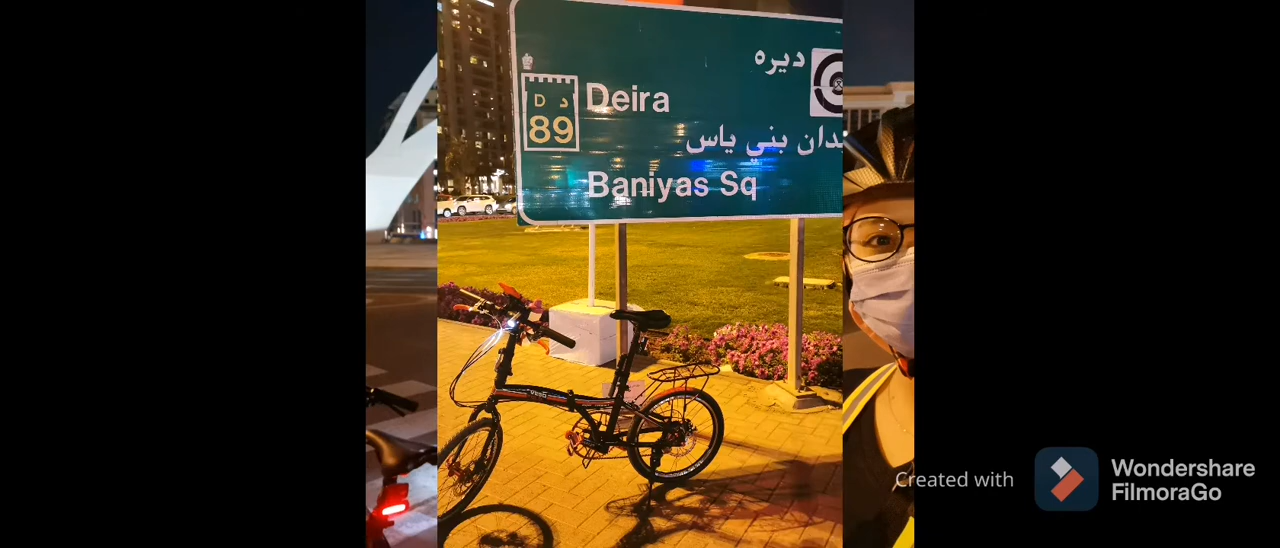 ديره
D د
Deira
89
دان بني ياس
Baniyas Sq
Created with
Wondershare
FilmoraGo